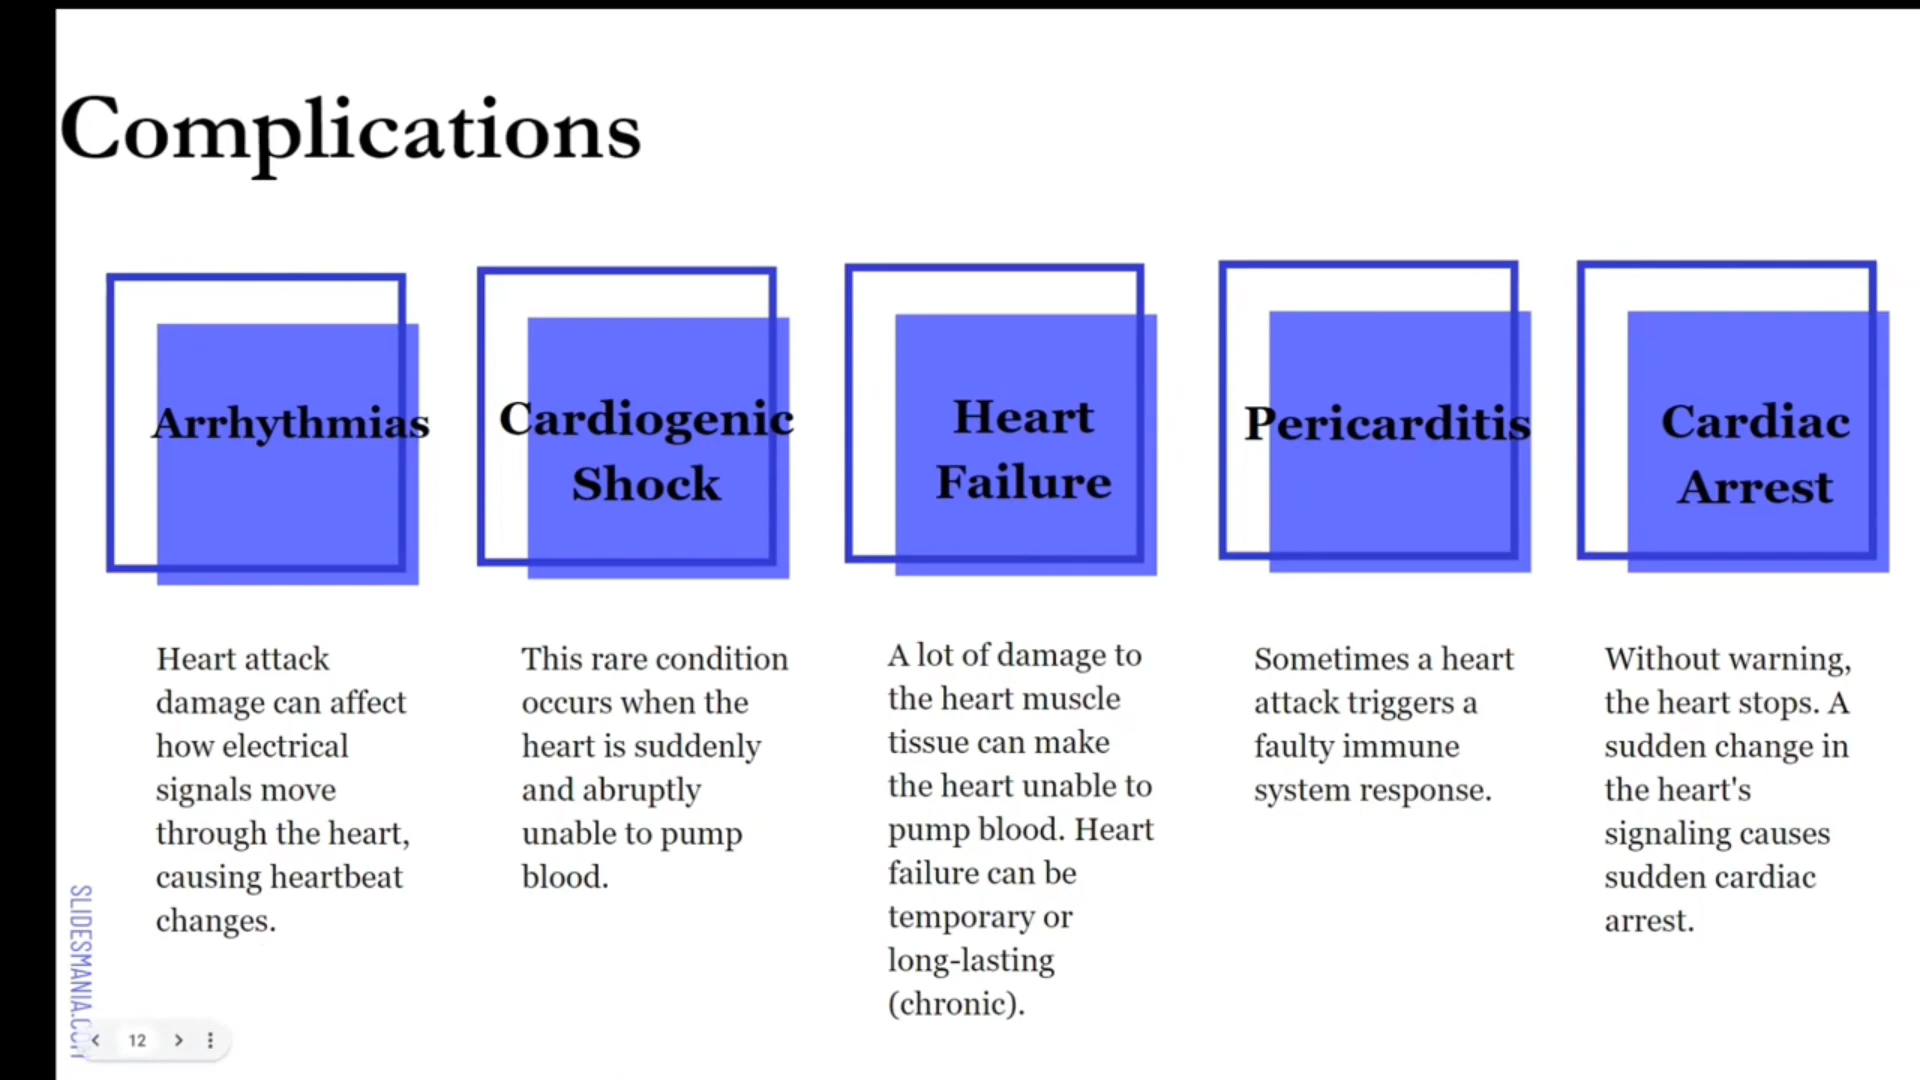 Complications
Arrhythmias
Heart attack
damage can affect
how electrical
signals move
through the heart,
causing heartbeat
changes.
Cardiogenic
Shock
This rare condition
occurs when the
heart is suddenly
and abruptly
unable to pump
blood.
Heart
Failure
A lot of damage to
the heart muscle
tissue can make
the heart unable to
pump blood. Heart
failure can be
temporary or
long-lasting
(chronic).
Pericarditis
Sometimes a heart
attack triggers a
faulty immune
system response.
Cardiac
Arrest
Without warning,
the heart stops. A
sudden change in
the heart's
signaling causes
sudden cardiac
arrest.
SLIDESMANIA.COM
12